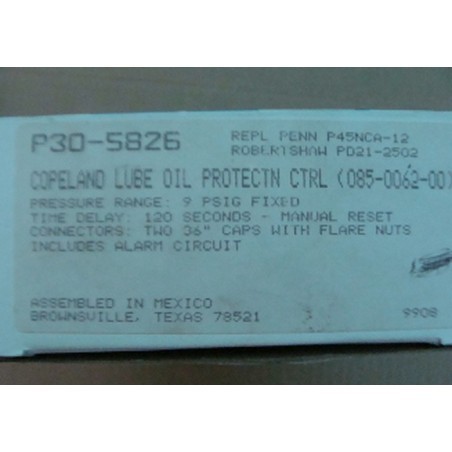 P30-5826 REPL PENN P45NCA-12
ROBERTSHAW PD21-2502
COPELAND LUBE OIL PROTECTN CTRL (085-0062-00)
PRESSURE RANGE: 9 PSIG FIXED
TIME DELAY: 120 SECONDS - MANUAL RESET
CONNECTORS: TWO 36" CAPS WITH FLARE NUTS
INCLUDES ALARM CIRCUIT
ASSEMBLED IN MEXICO
BROWNSVILLE, TEXAS 78521 9908